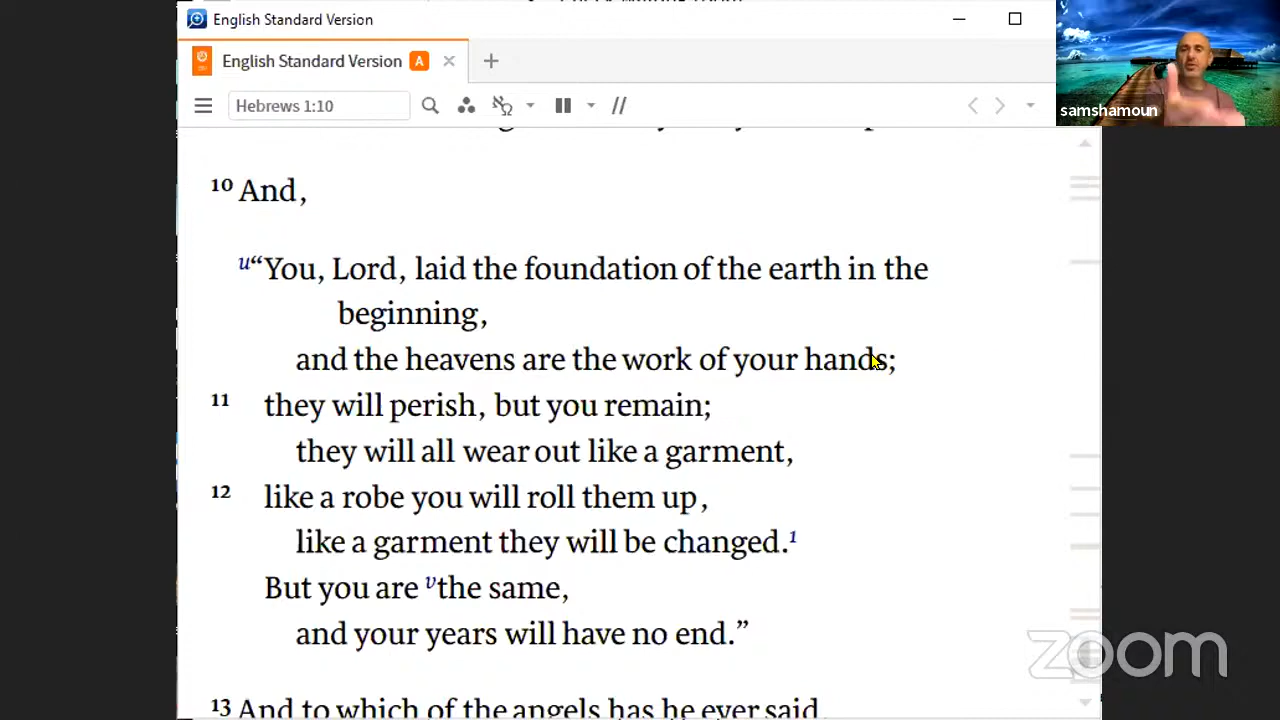 English Standard Version
English Standard Version A
Hebrews 1:10
samshamoun
10 And,
u“You, Lord, laid the foundation of the earth in the
beginning,
and the heavens are the work of your hands;
11 they will perish, but you remain;
they will all wear out like a garment,
12 like a robe you will roll them up,
like a garment they will be changed.1
But you are vthe same,
and your years will have no end.”
zoom
13 And to which of the angels has he ever said,